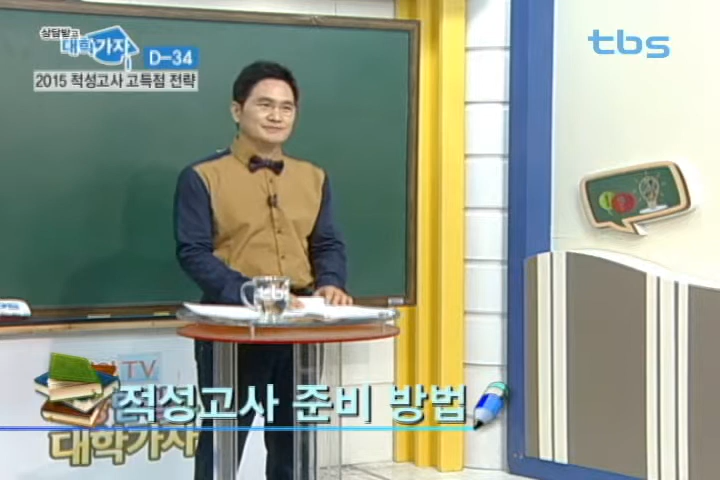 상담받고
대학가자
D-34
2015 적성고사 고득점 전략
tbs
tbs
TV
적성고사 준비 방법
대학가자